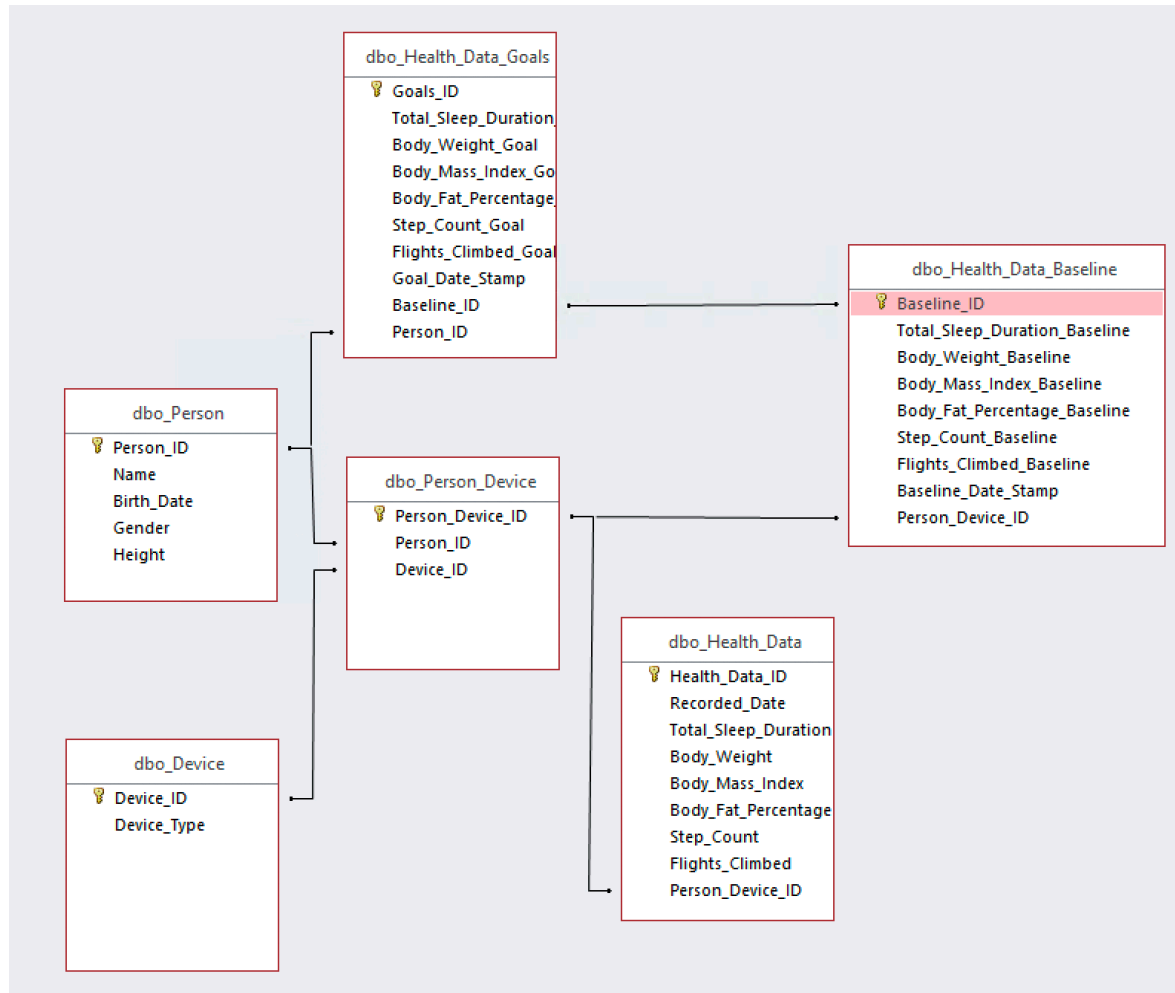 dbo_Health_Data_Goals
Goals_ID
Total_Sleep_Duration_
Body_Weight_Goal
Body_Mass_Index_Go
Body_Fat_Percentage_
Step_Count_Goal
Flights_Climbed_Goal
Goal_Date_Stamp
Baseline_ID
Person_ID
dbo_Health_Data_Baseline
Baseline_ID
Total_Sleep_Duration_Baseline
Body_Weight_Baseline
Body_Mass_Index_Baseline
Body_Fat_Percentage_Baseline
Step_Count_Baseline
Flights_Climbed_Baseline
Baseline_Date_Stamp
Person_Device_ID
dbo_Person
Person_ID
Name
Birth_Date
Gender
Height
dbo_Person_Device
Person_Device_ID
Person_ID
Device_ID
dbo_Health_Data
Health_Data_ID
Recorded_Date
Total_Sleep_Duration
Body_Weight
Body_Mass_Index
Body_Fat_Percentage
Step_Count
Flights_Climbed
Person_Device_ID
dbo_Device
Device_ID
Device_Type